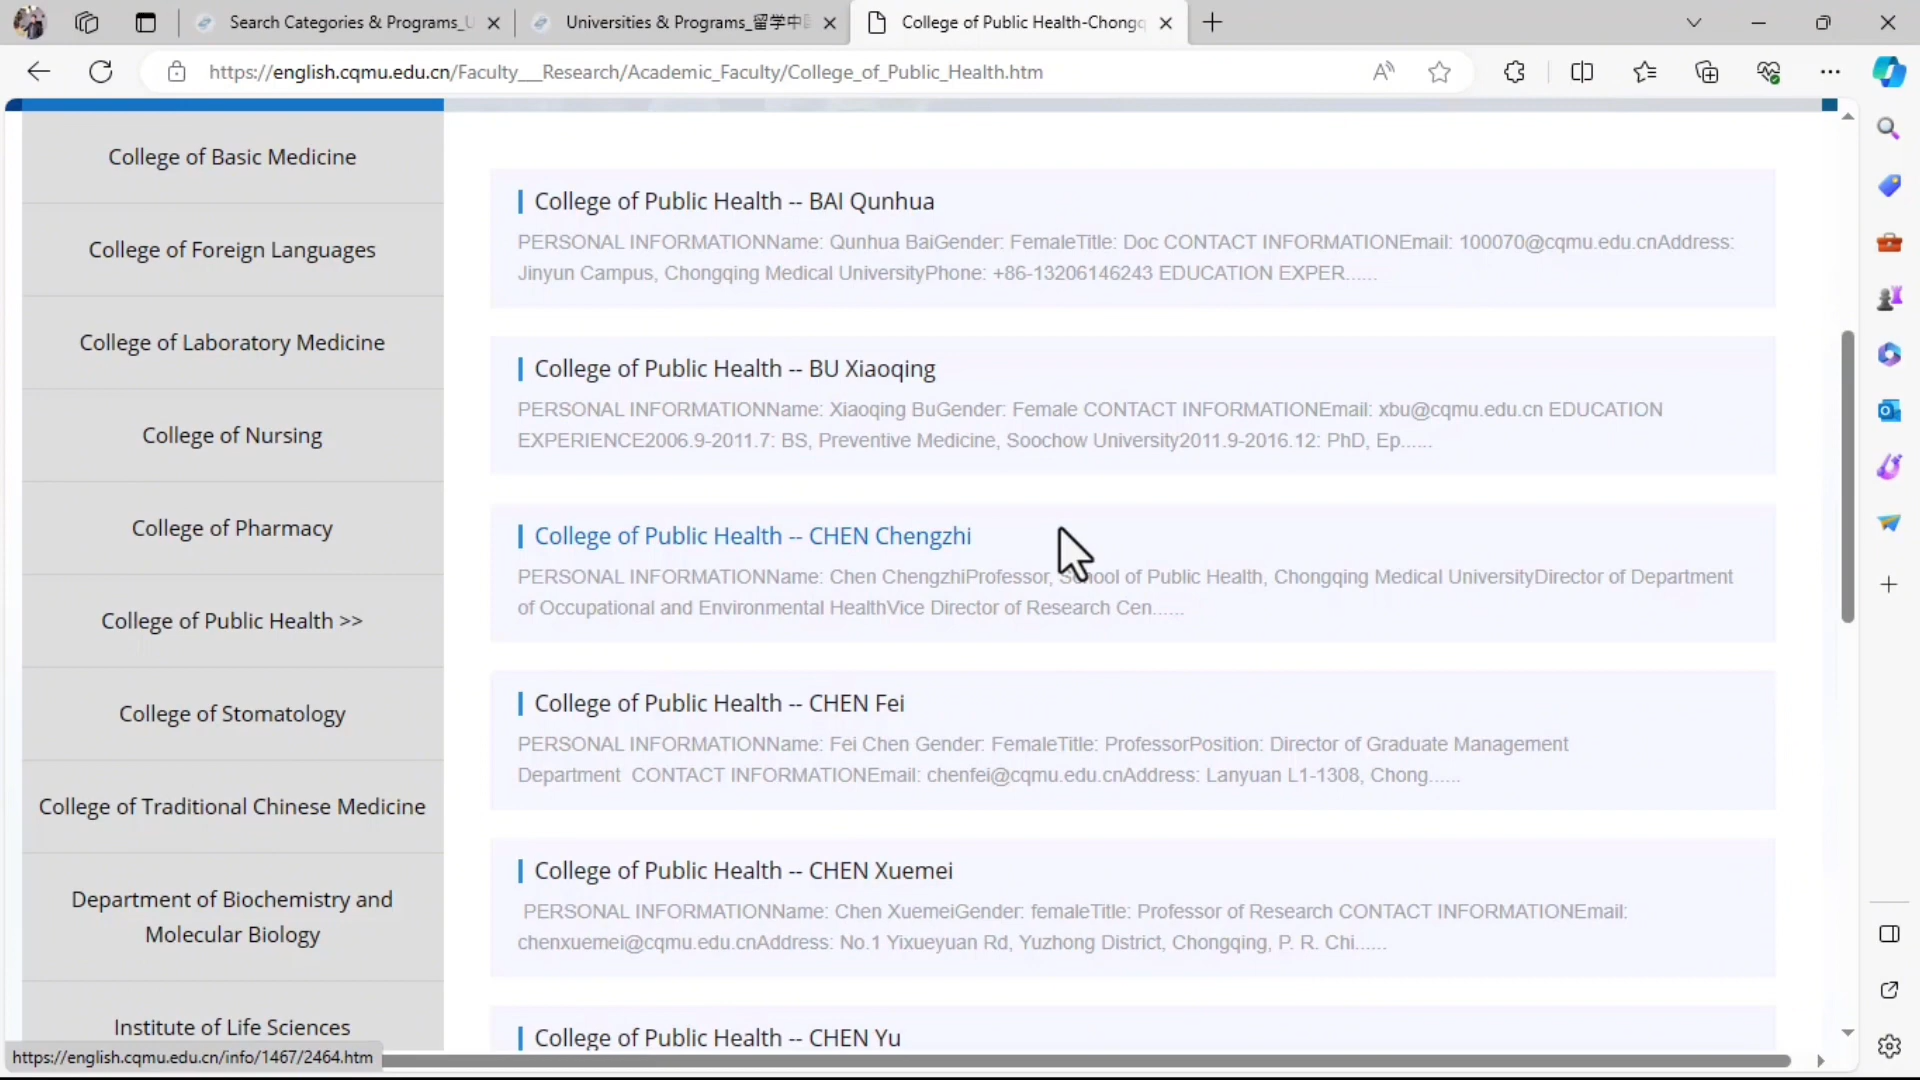 Search Categories & Programs_U
Universities & Programs_留学中
College of Public Health-Chongq
https://english.cqmu.edu.cn/Faculty___Research/Academic_Faculty/College_of_Public_Health.htm
College of Basic Medicine
College of Foreign Languages
College of Laboratory Medicine
College of Nursing
College of Pharmacy
College of Public Health >>
College of Stomatology
College of Traditional Chinese Medicine
Department of Biochemistry and
Molecular Biology
Institute of Life Sciences
College of Public Health -- BAI Qunhua
PERSONAL INFORMATIONName: Qunhua BaiGender: FemaleTitle: Doc CONTACT INFORMATIONEmail: 100070@cqmu.edu.cnAddress:
Jinyun Campus, Chongqing Medical UniversityPhone: +86-13206146243 EDUCATION EXPER......
College of Public Health -- BU Xiaoqing
PERSONAL INFORMATIONName: Xiaoqing BuGender: Female CONTACT INFORMATIONEmail: xbu@cqmu.edu.cn EDUCATION
EXPERIENCE2006.9-2011.7: BS, Preventive Medicine, Soochow University2011.9-2016.12: PhD, Ep......
College of Public Health -- CHEN Chengzhi
PERSONAL INFORMATIONName: Chen ChengzhiProfessor, School of Public Health, Chongqing Medical UniversityDirector of Department
of Occupational and Environmental HealthVice Director of Research Cen......
College of Public Health -- CHEN Fei
PERSONAL INFORMATIONName: Fei Chen Gender: FemaleTitle: ProfessorPosition: Director of Graduate Management
Department CONTACT INFORMATIONEmail: chenfei@cqmu.edu.cnAddress: Lanyuan L1-1308, Chong......
College of Public Health -- CHEN Xuemei
PERSONAL INFORMATIONName: Chen XuemeiGender: femaleTitle: Professor of Research CONTACT INFORMATIONEmail:
chenxuemei@cqmu.edu.cnAddress: No.1 Yixueyuan Rd, Yuzhong District, Chongqing, P. R. Chi......
College of Public Health -- CHEN Yu
https://english.cqmu.edu.cn/info/1467/2464.htm